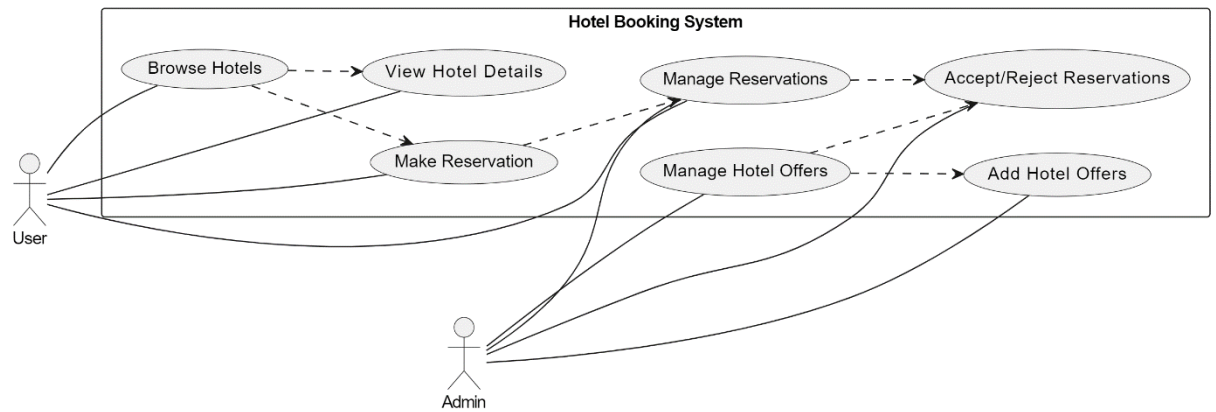 Hotel Booking System
Browse Hotels
View Hotel Details
Manage Reservations
Accept/Reject Reservations
Make Reservation
Manage Hotel Offers
Add Hotel Offers
User
Admin